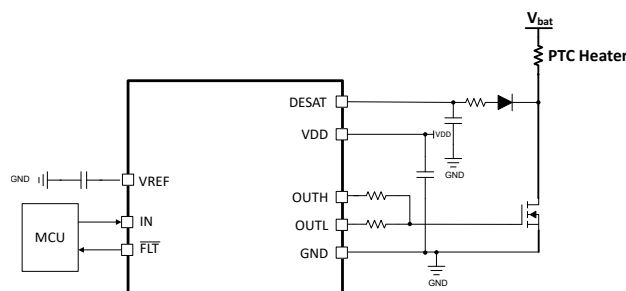 Vbat
PTC Heater
DESAT
VDD
VDD
GND
GND
VREF
OUTH
MCU
IN
OUTL
FLT
GND
GND